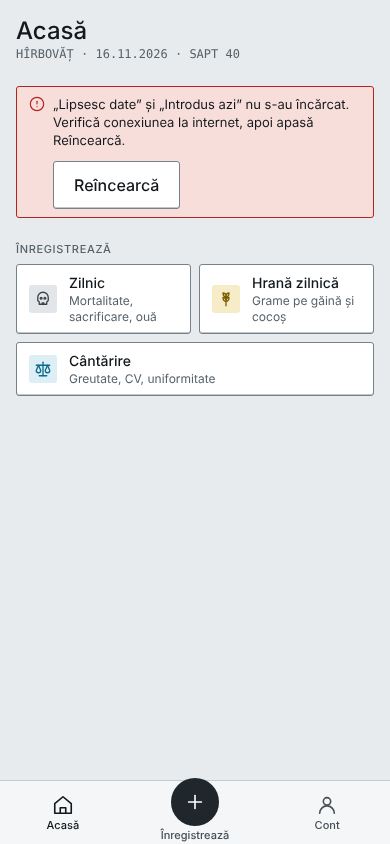 Acasă
HÎRBOVĂȚ · 16.11.2026 · SAPT 40
„Lipsesc date” și „Introdus azi” nu s-au încărcat.
Verifică conexiunea la internet, apoi apasă
Reîncearcă.
Reîncearcă
ÎNREGISTREAZĂ
Zilnic
Mortalitate,
sacrificare, ouă
Hrană zilnică
Grame pe găină și
cocoș
Cântărire
Greutate, CV, uniformitate
Acasă
Înregistrează
Cont